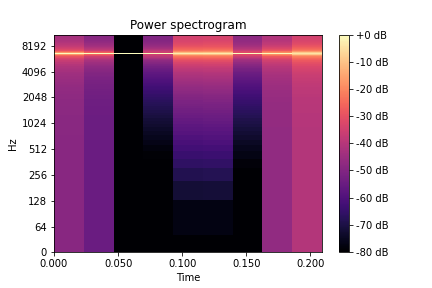 Power spectrogram
8192
4096
2048
1024
512
256
128
64
0
Hz
0.000 0.050 0.100 0.150 0.200
Time
+0 dB
-10 dB
-20 dB
-30 dB
-40 dB
-50 dB
-60 dB
-70 dB
-80 dB